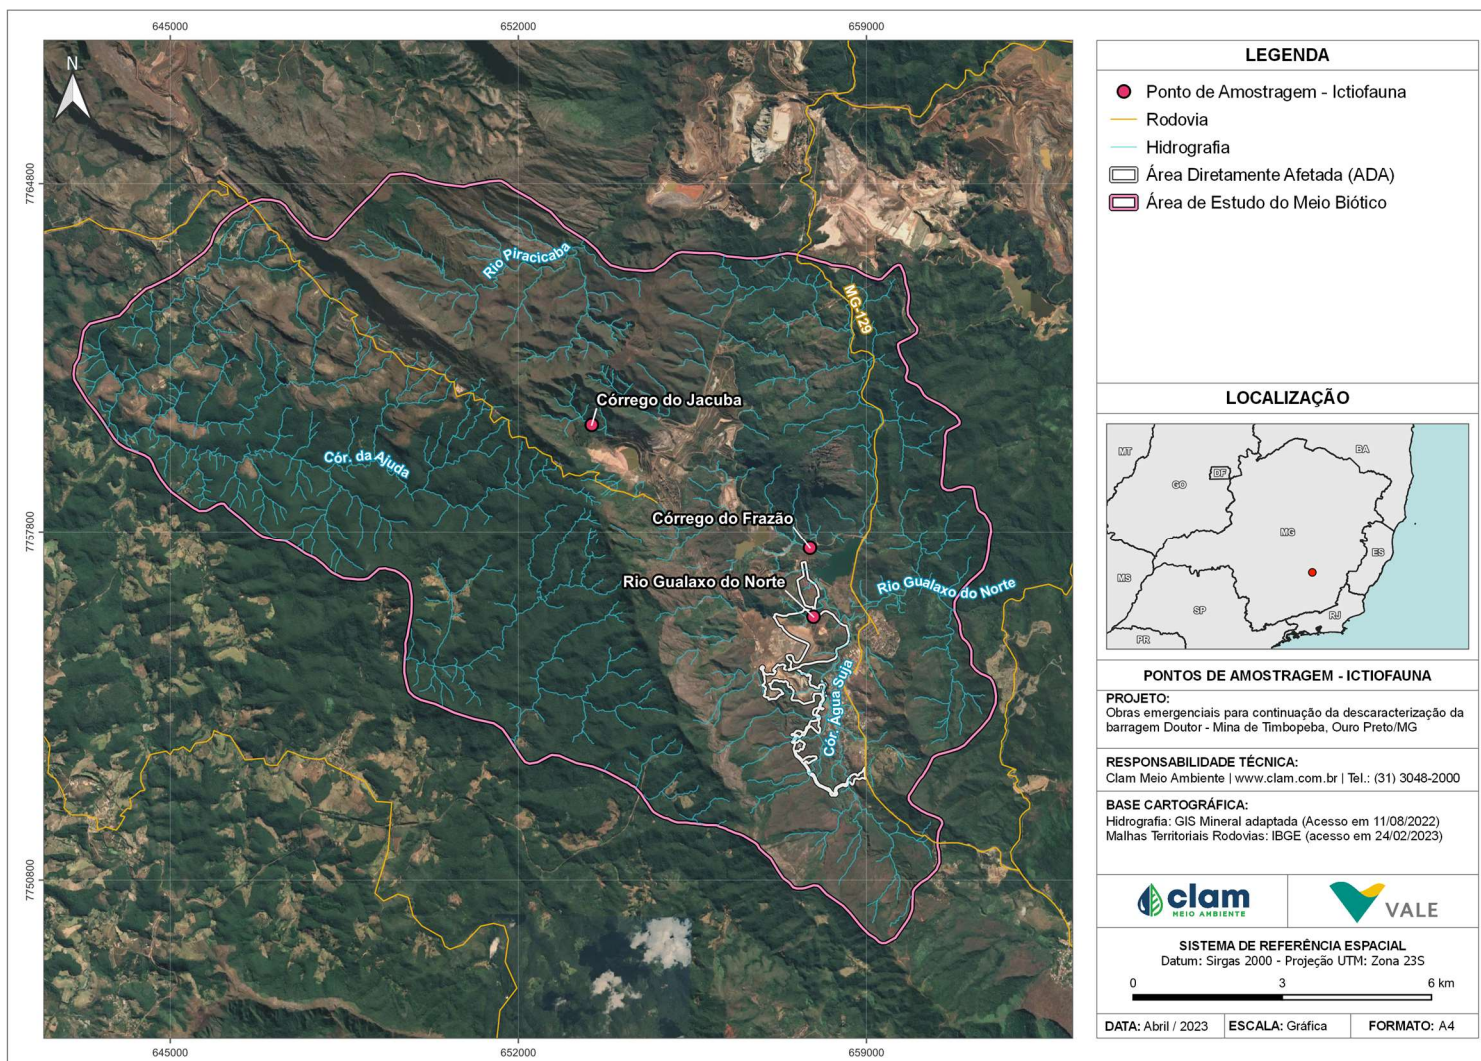 645000
652000
659000
N
7764800
7757800
7750800
Rio Piracicaba
MG-129
Córrego do Jacuba
Cór. da Ajuda
Córrego do Frazão
Rio Gualaxo do Norte
Rio Gualaxo do Norte
Cór. Água Suja
645000
652000
659000
LEGENDA
Ponto de Amostragem - Ictiofauna
Rodovia
Hidrografia
Área Diretamente Afetada (ADA)
Área de Estudo do Meio Biótico
LOCALIZAÇÃO
MT
BA
DF
GO
MG
ES
MS
SP
RJ
PR
PONTOS DE AMOSTRAGEM - ICTIOFAUNA
PROJETO:
Obras emergenciais para continuação da descaracterização da
barragem Doutor - Mina de Timbopeba, Ouro Preto/MG
RESPONSABILIDADE TÉCNICA:
Clam Meio Ambiente | www.clam.com.br | Tel.: (31) 3048-2000
BASE CARTOGRÁFICA:
Hidrografia: GIS Mineral adaptada (Acesso em 11/08/2022)
Malhas Territoriais Rodovias: IBGE (acesso em 24/02/2023)
clam
MEIO AMBIENTE
VALE
SISTEMA DE REFERÊNCIA ESPACIAL
Datum: Sirgas 2000 - Projeção UTM: Zona 23S
0 3 6 km
DATA: Abril / 2023 ESCALA: Gráfica FORMATO: A4